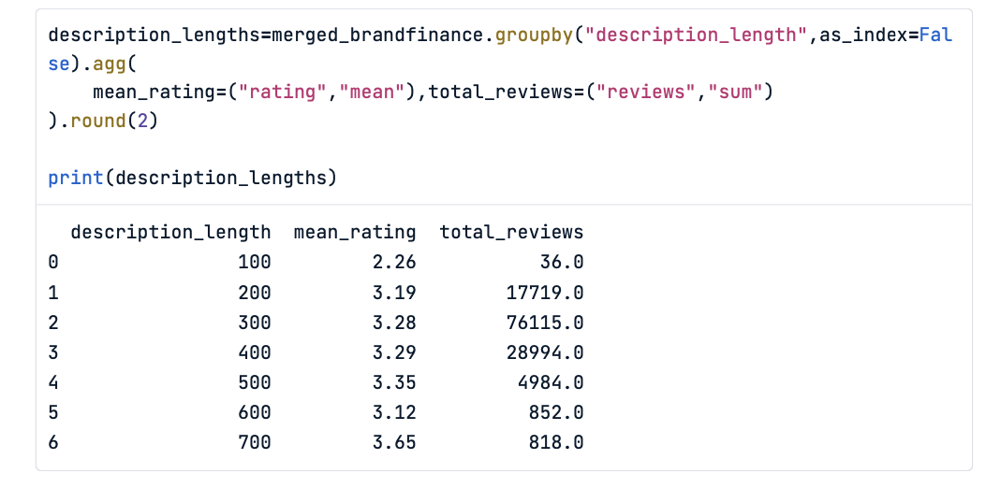 description_lengths=merged_brandfinance.groupby("description_length",as_index=Fal
se).agg(
    mean_rating=("rating","mean"),total_reviews=("reviews","sum")
).round(2)

print(description_lengths)
  description_length  mean_rating  total_reviews
0                100         2.26           36.0
1                200         3.19        17719.0
2                300         3.28        76115.0
3                400         3.29        28994.0
4                500         3.35         4984.0
5                600         3.12          852.0
6                700         3.65          818.0